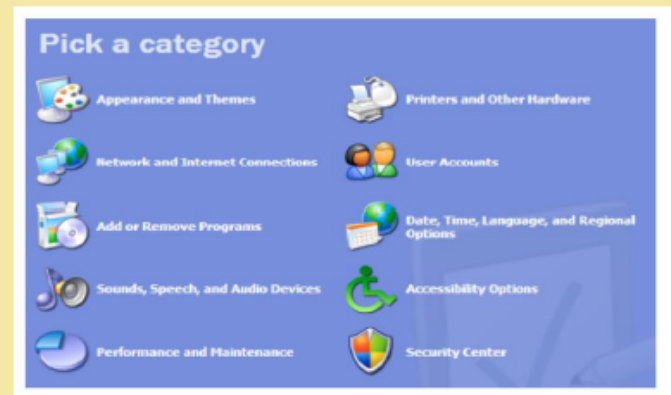 Pick a category
Appearance and Themes
Printers and Other Hardware
Network and Internet Connections
User Accounts
Add or Remove Programs
Date, Time, Language, and Regional
Options
Sounds, Speech, and Audio Devices
Accessibility Options
Performance and Maintenance
Security Center